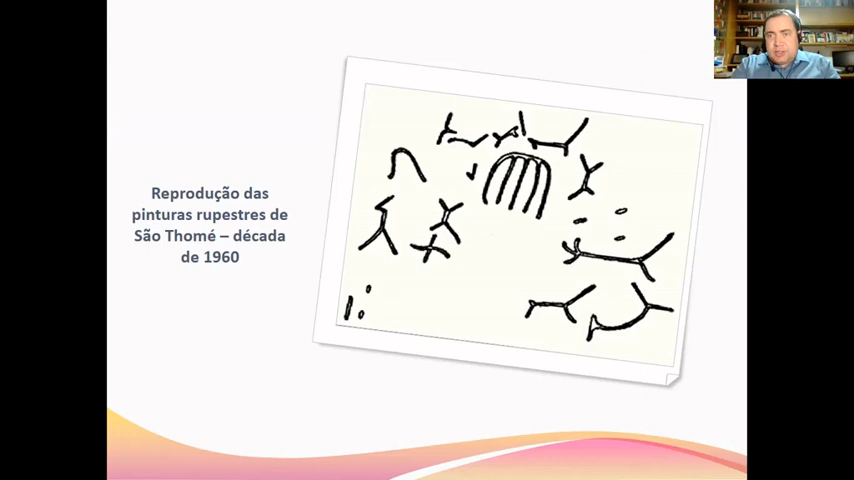 Reprodução das
pinturas rupestres de
São Thomé – década
de 1960